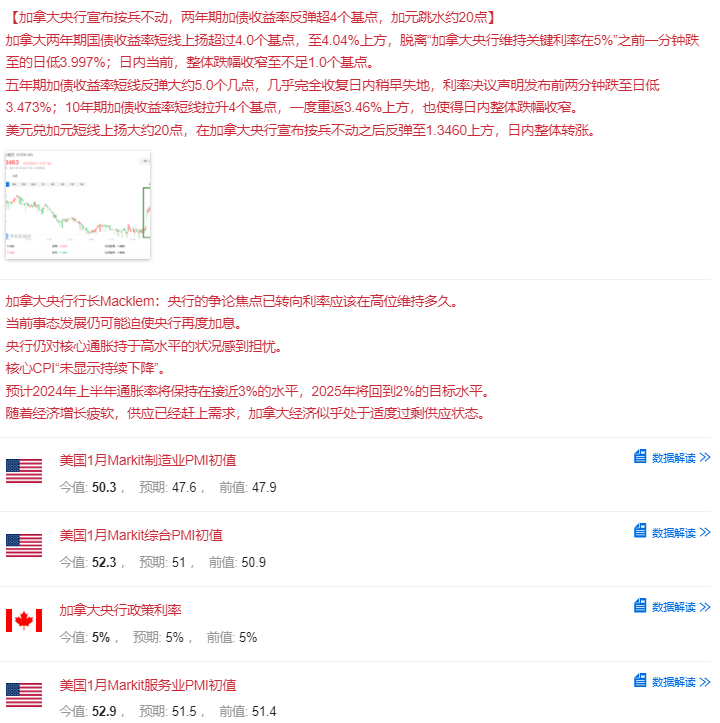 【加拿大央行宣布按兵不动，两年期加债收益率反弹超4个基点，加元跳水约20点】
加拿大两年期国债收益率短线上扬超过4.0个基点，至4.04%上方，脱离“加拿大央行维持关键利率在5%”之前一分钟跌
至的日低3.997%；日内当前，整体跌幅收窄至不足1.0个基点。
五年期加债收益率短线反弹大约5.0个几点，几乎完全收复日内稍早失地，利率决议声明发布前两分钟跌至日低
3.473%；10年期加债收益率短线拉升4个基点，一度重返3.46%上方，也使得日内整体跌幅收窄。
美元兑加元短线上扬大约20点，在加拿大央行宣布按兵不动之后反弹至1.3460上方，日内整体转涨。
加拿大央行行长Macklem：央行的争论焦点已转向利率应该在高位维持多久。
当前事态发展仍可能迫使央行再度加息。
央行仍对核心通胀持于高水平的状况感到担忧。
核心CPI“未显示持续下降”。
预计2024年上半年通胀率将保持在接近3%的水平，2025年将回到2%的目标水平。
随着经济增长疲软，供应已经赶上需求，加拿大经济似乎处于适度过剩供应状态。
美国1月Markit制造业PMI初值
数据解读
今值: 50.3， 预期: 47.6， 前值: 47.9
美国1月Markit综合PMI初值
数据解读
今值: 52.3， 预期: 51， 前值: 50.9
加拿大央行政策利率
数据解读
今值: 5%， 预期: 5%， 前值: 5%
美国1月Markit服务业PMI初值
数据解读
今值: 52.9， 预期: 51.5， 前值: 51.4